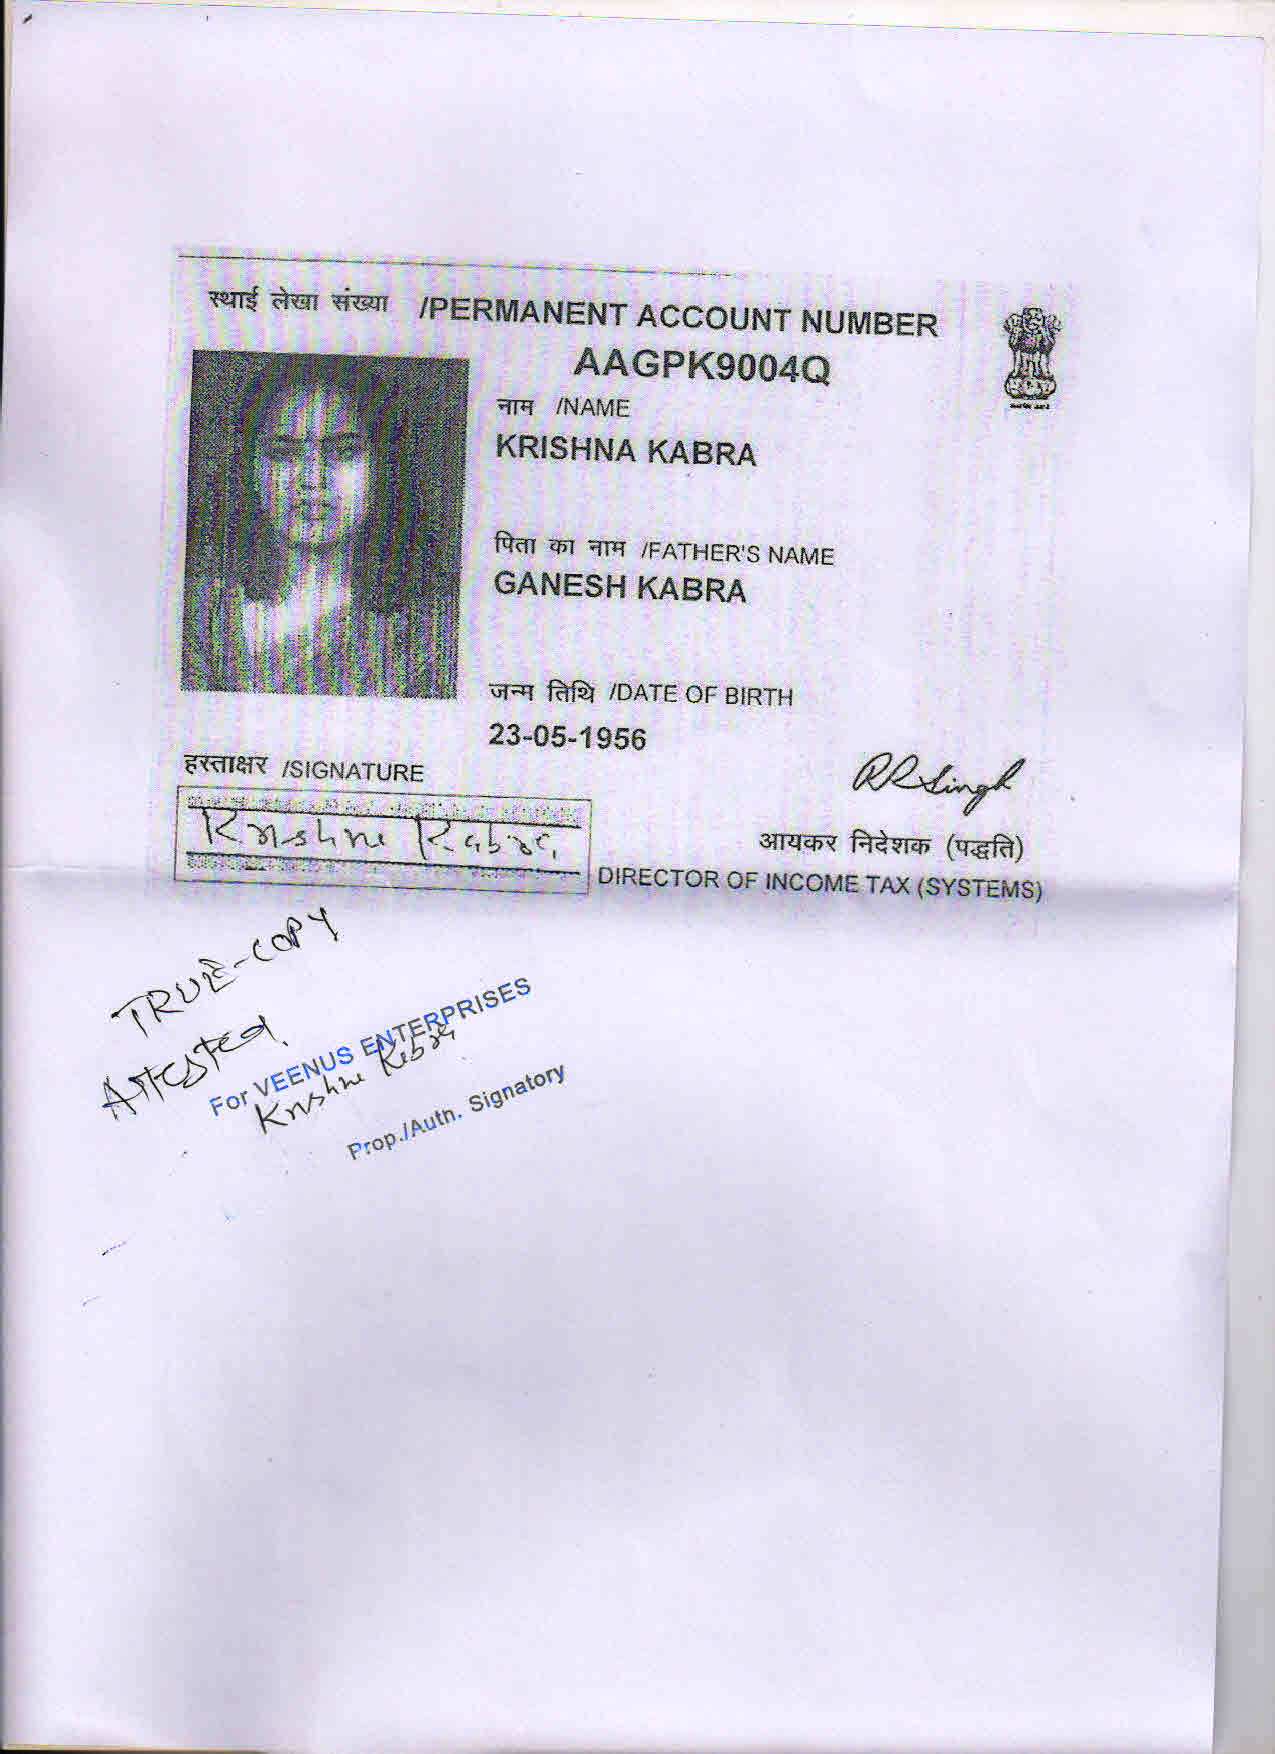 स्थाई लेखा संख्या /PERMANENT ACCOUNT NUMBER
AAGPK9004Q
नाम /NAME
KRISHNA KABRA
पिता का नाम /FATHER'S NAME
GANESH KABRA
जन्म तिथि /DATE OF BIRTH
23-05-1956
हस्ताक्षर /SIGNATURE
Krishna Kabra
RRSingh
आयकर निदेशक (पद्धति)
DIRECTOR OF INCOME TAX (SYSTEMS)
TRUE-COPY
Attested.
For VEENUS ENTERPRISES
Krishna Kabra
Prop./Auth. Signatory